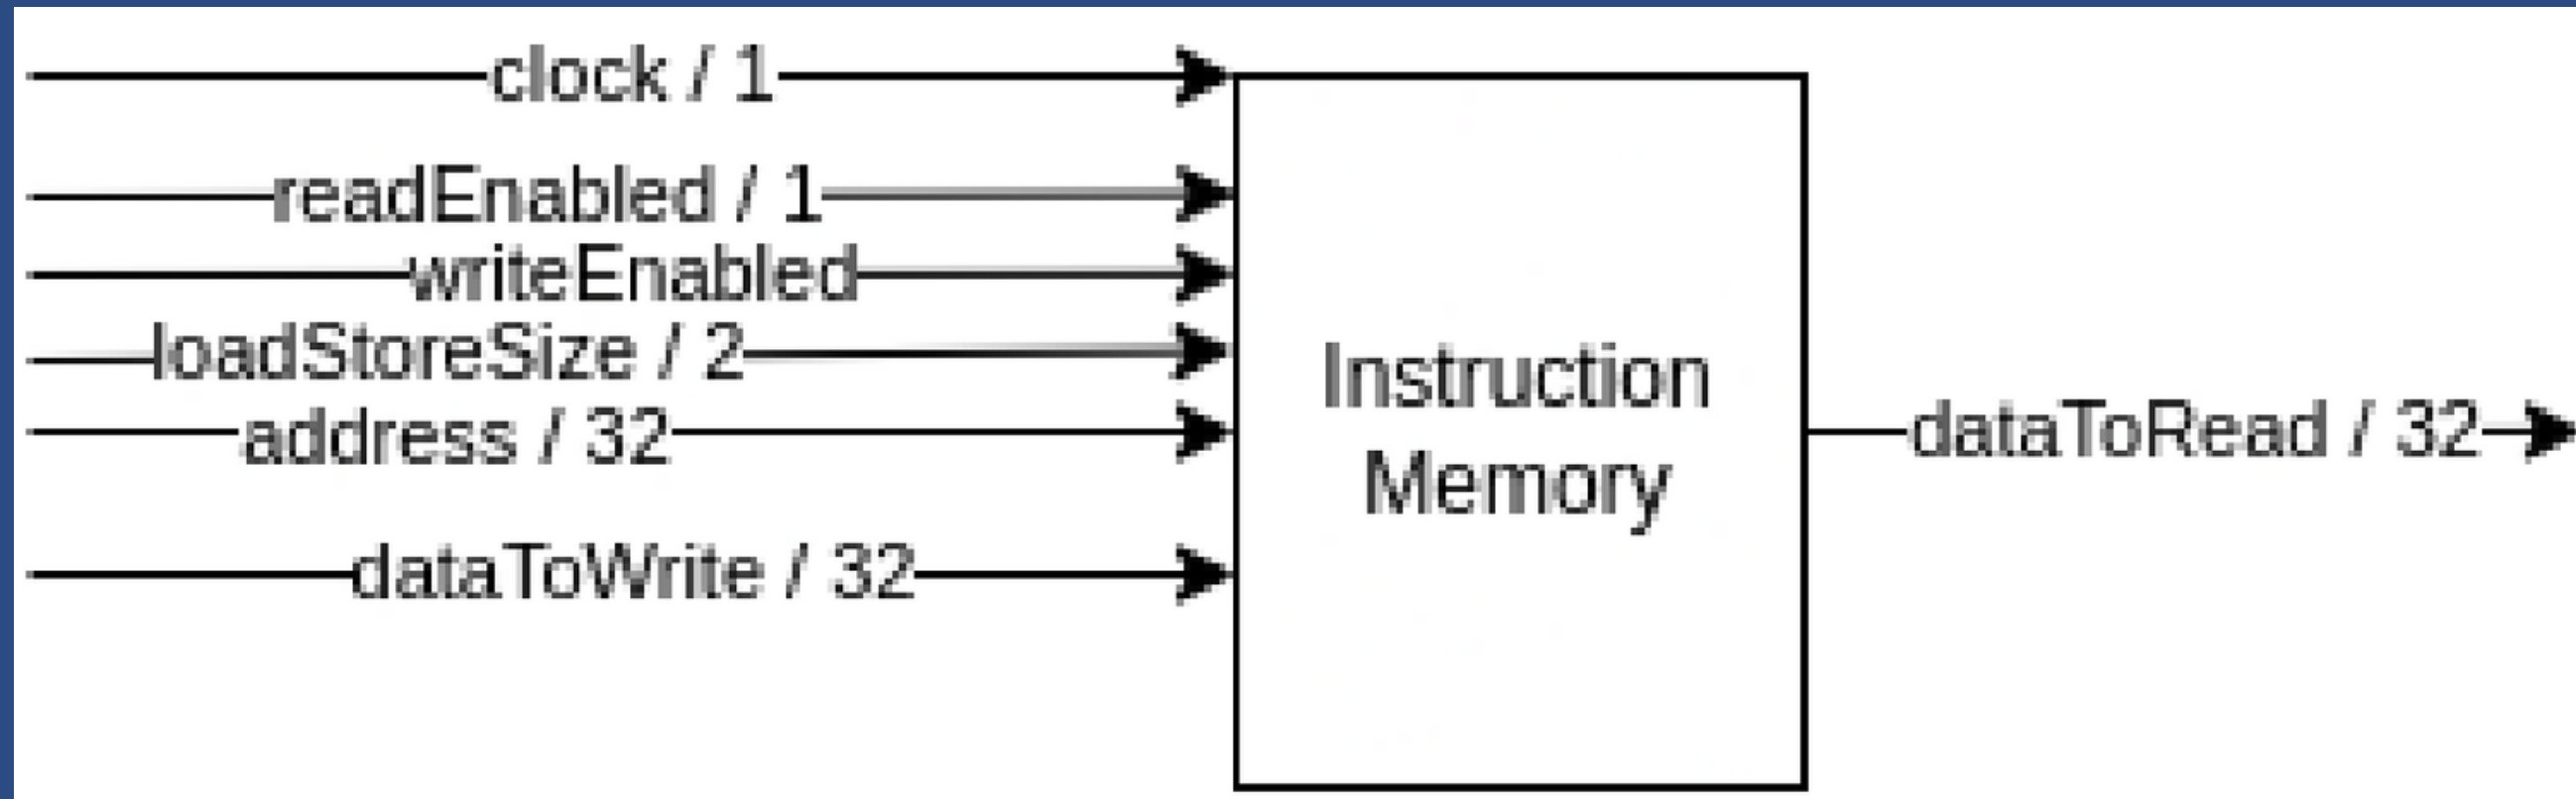 clock / 1
readEnabled / 1
writeEnabled
loadStoreSize / 2
address / 32
dataToWrite / 32
Instruction
Memory
dataToRead / 32